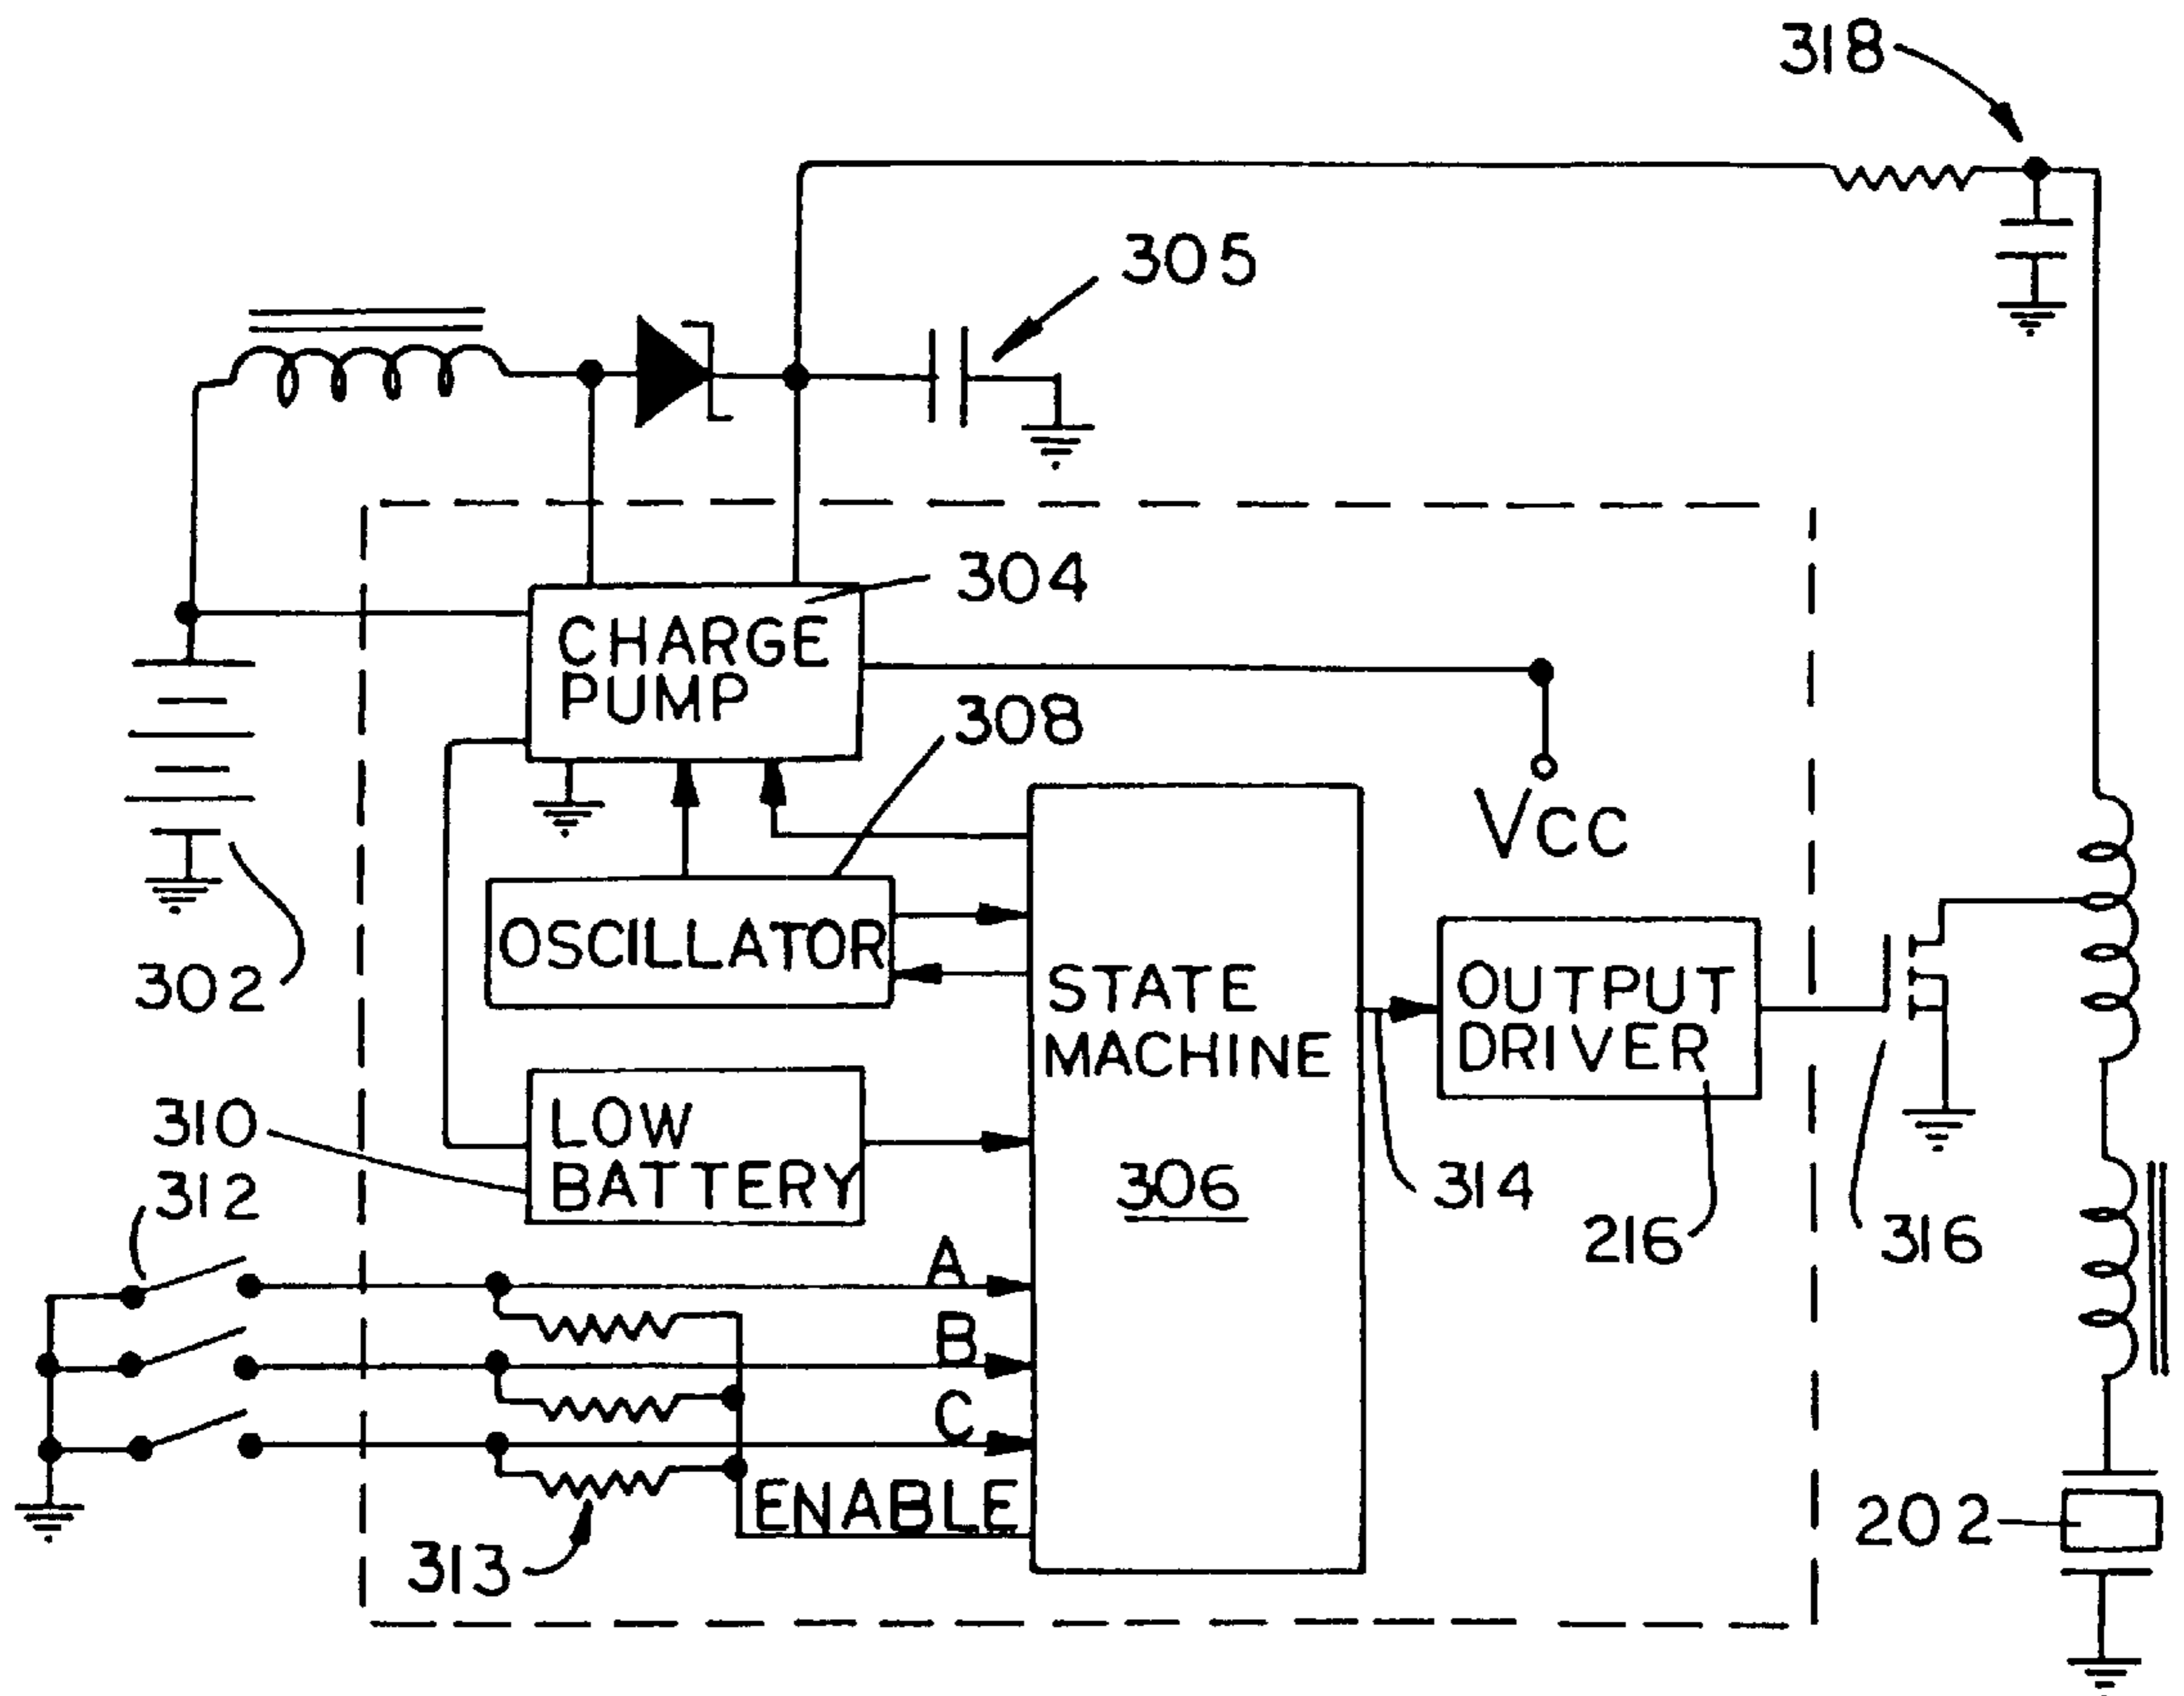 318
305
304
CHARGE
PUMP
308
VCC
OSCILLATOR
302
STATE
MACHINE
306
OUTPUT
DRIVER
310
LOW
BATTERY
312
314
216
316
A
B
C
ENABLE
313
202